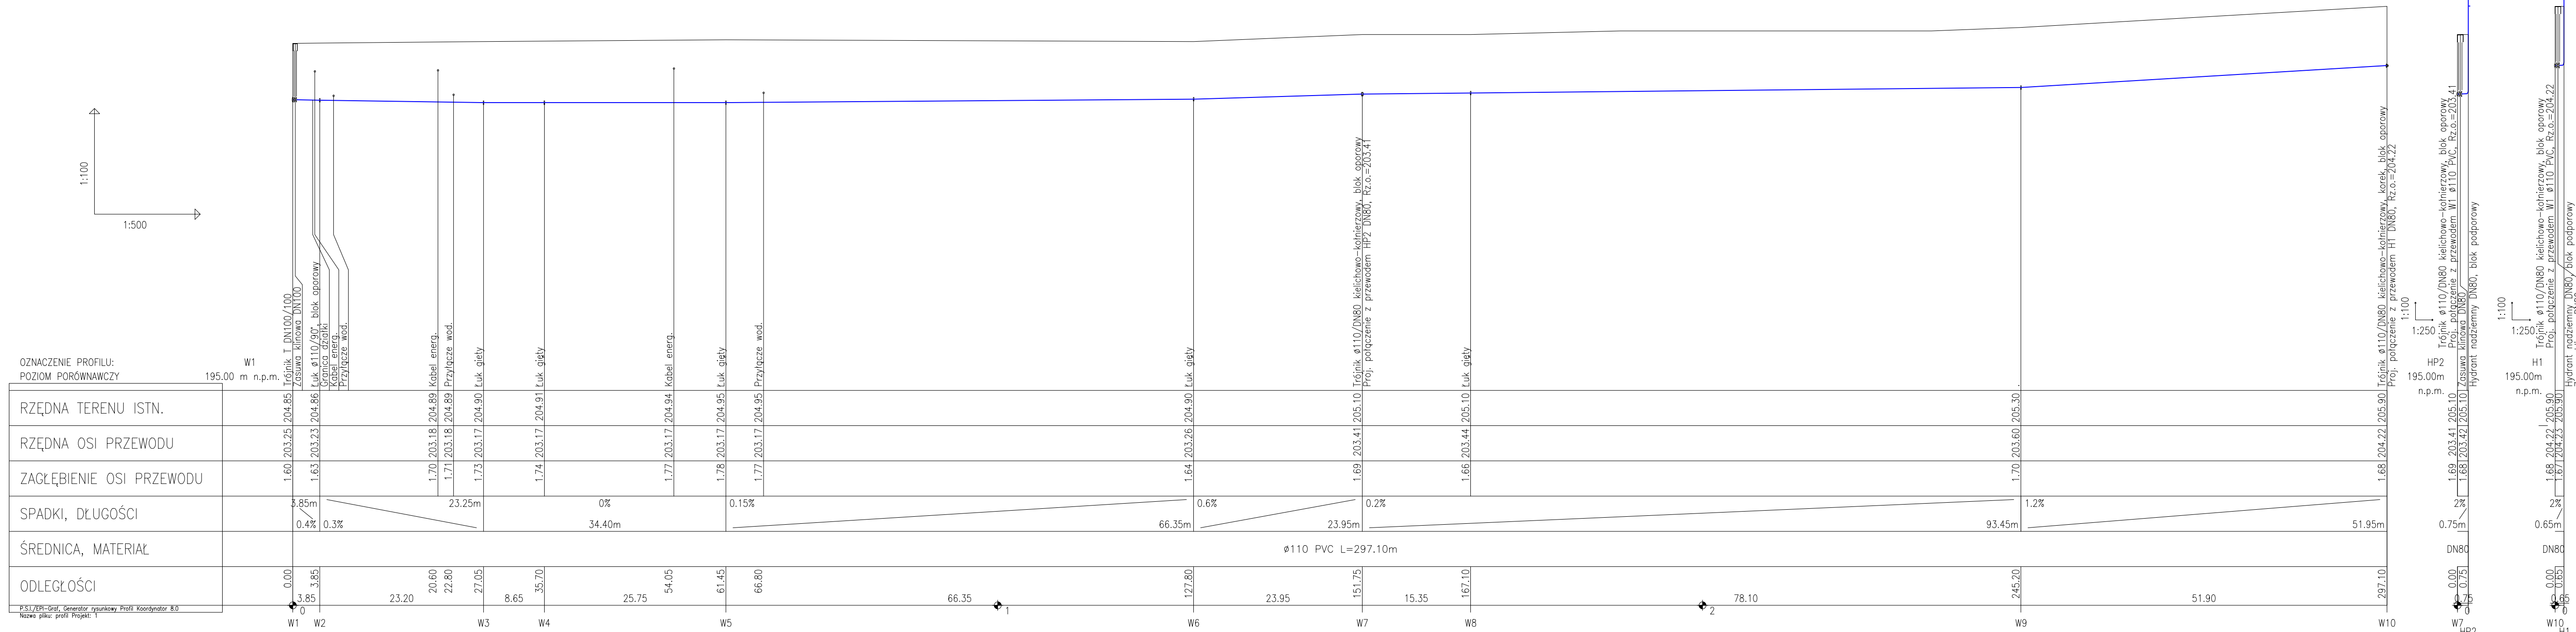 1:100
1:500
OZNACZENIE PROFILU: W1
POZIOM PORÓWNAWCZY 195.00 m n.p.m.
Trójnik T DN100/100
Zasuwa klinowa DN100
Łuk ø110/90°, blok oporowy
Granica działki
Kabel energ.
Przyłącze wod.
Kabel energ.
Przyłącze wod.
Łuk gięty
Łuk gięty
Kabel energ.
Łuk gięty
Przyłącze wod.
Łuk gięty
Trójnik ø110/DN80 kielichowo-kołnierzowy, blok oporowy
Proj. połączenie z przewodem HP2 DN80, Rz.o.=203.41
Łuk gięty
Trójnik ø110/DN80 kielichowo-kołnierzowy, korek, blok oporowy
Proj. połączenie z przewodem H1 DN80, Rz.o.=204.22
RZĘDNA TERENU ISTN.
204.85 204.86 204.89 204.89 204.90 204.91 204.94 204.95 204.95 204.90 205.10 205.10 205.30 205.90
RZĘDNA OSI PRZEWODU
203.25 203.23 203.18 203.18 203.17 203.17 203.17 203.17 203.17 203.26 203.41 203.44 203.60 204.22
ZAGŁĘBIENIE OSI PRZEWODU
1.60 1.63 1.70 1.71 1.73 1.74 1.77 1.78 1.77 1.64 1.69 1.66 1.70 1.68
SPADKI, DŁUGOŚCI
3.85m 23.25m 0% 0.15% 0.6% 0.2% 1.2%
0.4% 0.3% 34.40m 66.35m 23.95m 93.45m 51.95m
ŚREDNICA, MATERIAŁ
ø110 PVC L=297.10m
ODLEGŁOŚCI
0.00 3.85 20.60 22.80 27.05 35.70 54.05 61.45 66.80 127.80 151.75 167.10 245.20 297.10
3.85 23.20 8.65 25.75 66.35 23.95 15.35 78.10 51.90
0 1 2
P.S.I./EPI-Graf, Generator rysunkowy Profil Koordynator 8.0
Nazwa pliku: profil Projekt: 1
W1 W2 W3 W4 W5 W6 W7 W8 W9 W10
1:100
1:250
HP2
195.00m
n.p.m.
Trójnik ø110/DN80 kielichowo-kołnierzowy, blok oporowy
Proj. połączenie z przewodem W1 ø110 PVC, Rz.o.=203.41
Zasuwa klinowa DN80
Hydrant nadziemny DN80, blok podporowy
205.10 205.10
203.41 203.42
1.69 1.68
2%
0.75m
DN80
0.00 0.75
0.75
0
W7
HP2
1:100
1:250
H1
195.00m
n.p.m.
Trójnik ø110/DN80 kielichowo-kołnierzowy, blok oporowy
Proj. połączenie z przewodem W1 ø110 PVC, Rz.o.=204.22
Hydrant nadziemny DN80, blok podporowy
205.90 205.90
204.22 204.23
1.68 1.67
2%
0.65m
DN80
0.00 0.65
0.65
0
W10
H1